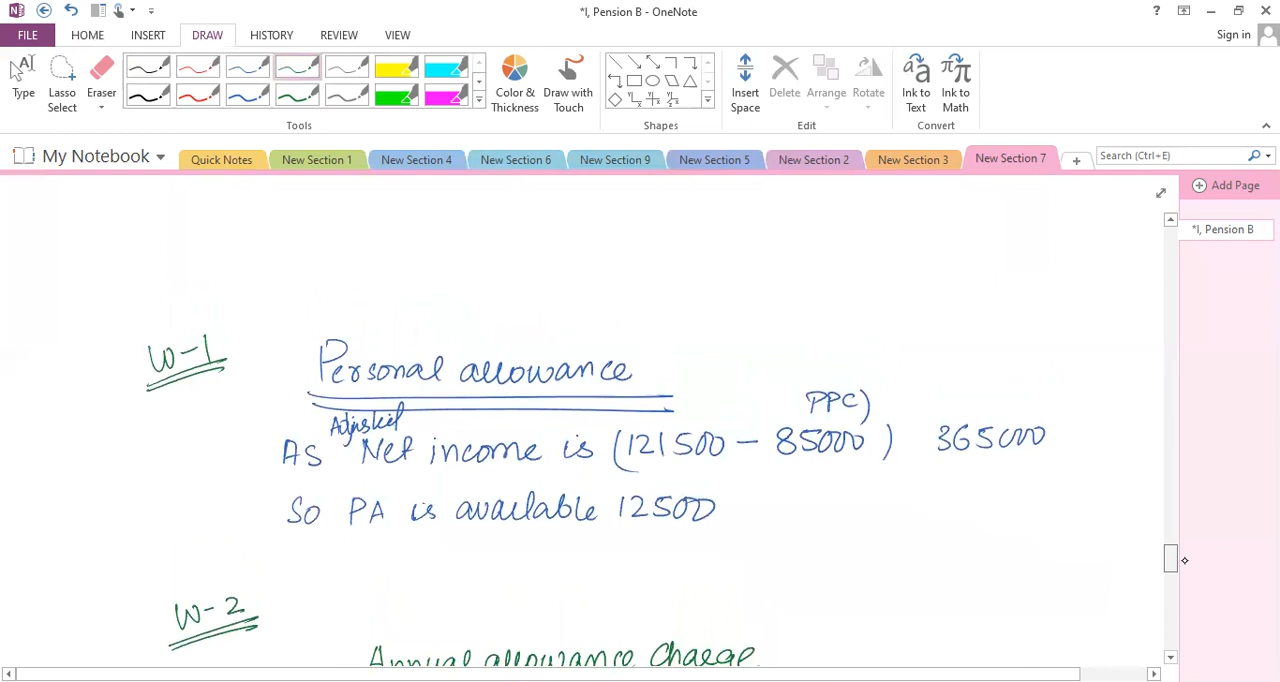 *I, Pension B - OneNote
?
Sign in
FILE HOME INSERT DRAW HISTORY REVIEW VIEW
Type
Lasso Select
Eraser
Color & Thickness
Draw with Touch
Insert Space
Delete
Arrange
Rotate
Ink to Text
Ink to Math
Tools
Shapes
Edit
Convert
My Notebook
Quick Notes New Section 1 New Section 4 New Section 6 New Section 9 New Section 5 New Section 2 New Section 3 New Section 7
Search (Ctrl+E)
Add Page
*I, Pension B
W-1
Personal allowance
PPC)
Adjusted
As Net income is (121500 - 85000) 365000
So PA is available 12500
W-2
Annual allowance Charge